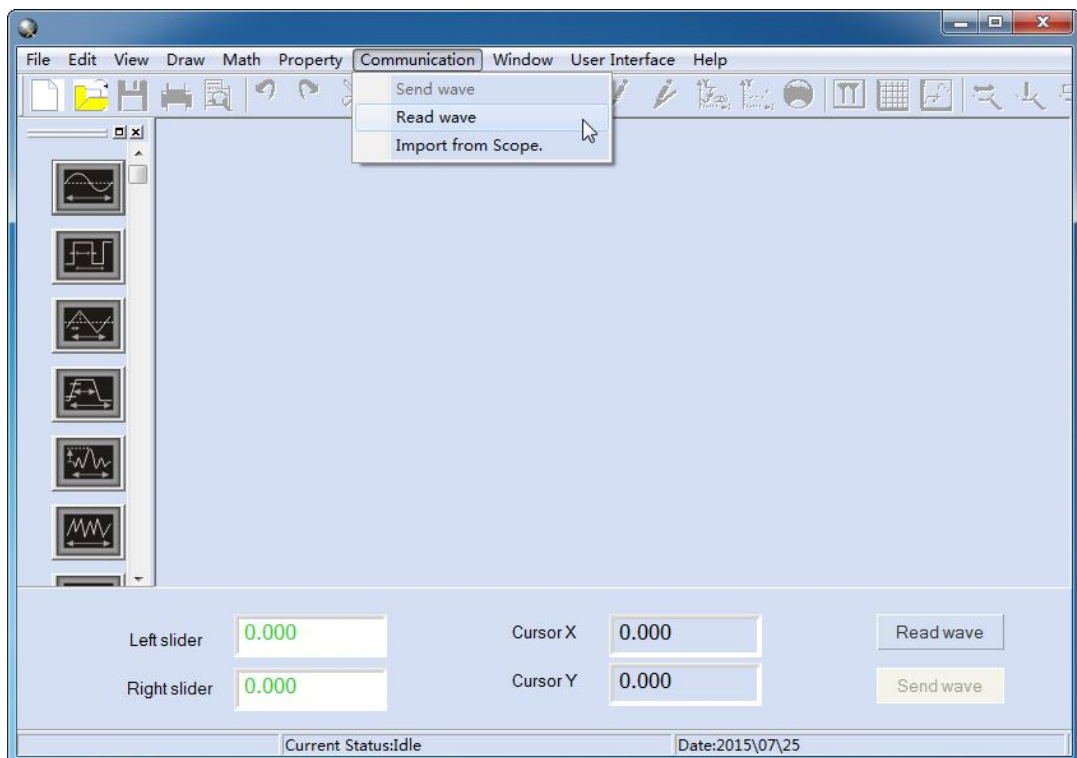 File Edit View Draw Math Property Communication Window User Interface Help
Send wave
Read wave
Import from Scope.
Left slider 0.000 Cursor X 0.000 Read wave
Right slider 0.000 Cursor Y 0.000 Send wave
Current Status:Idle Date:2015\07\25